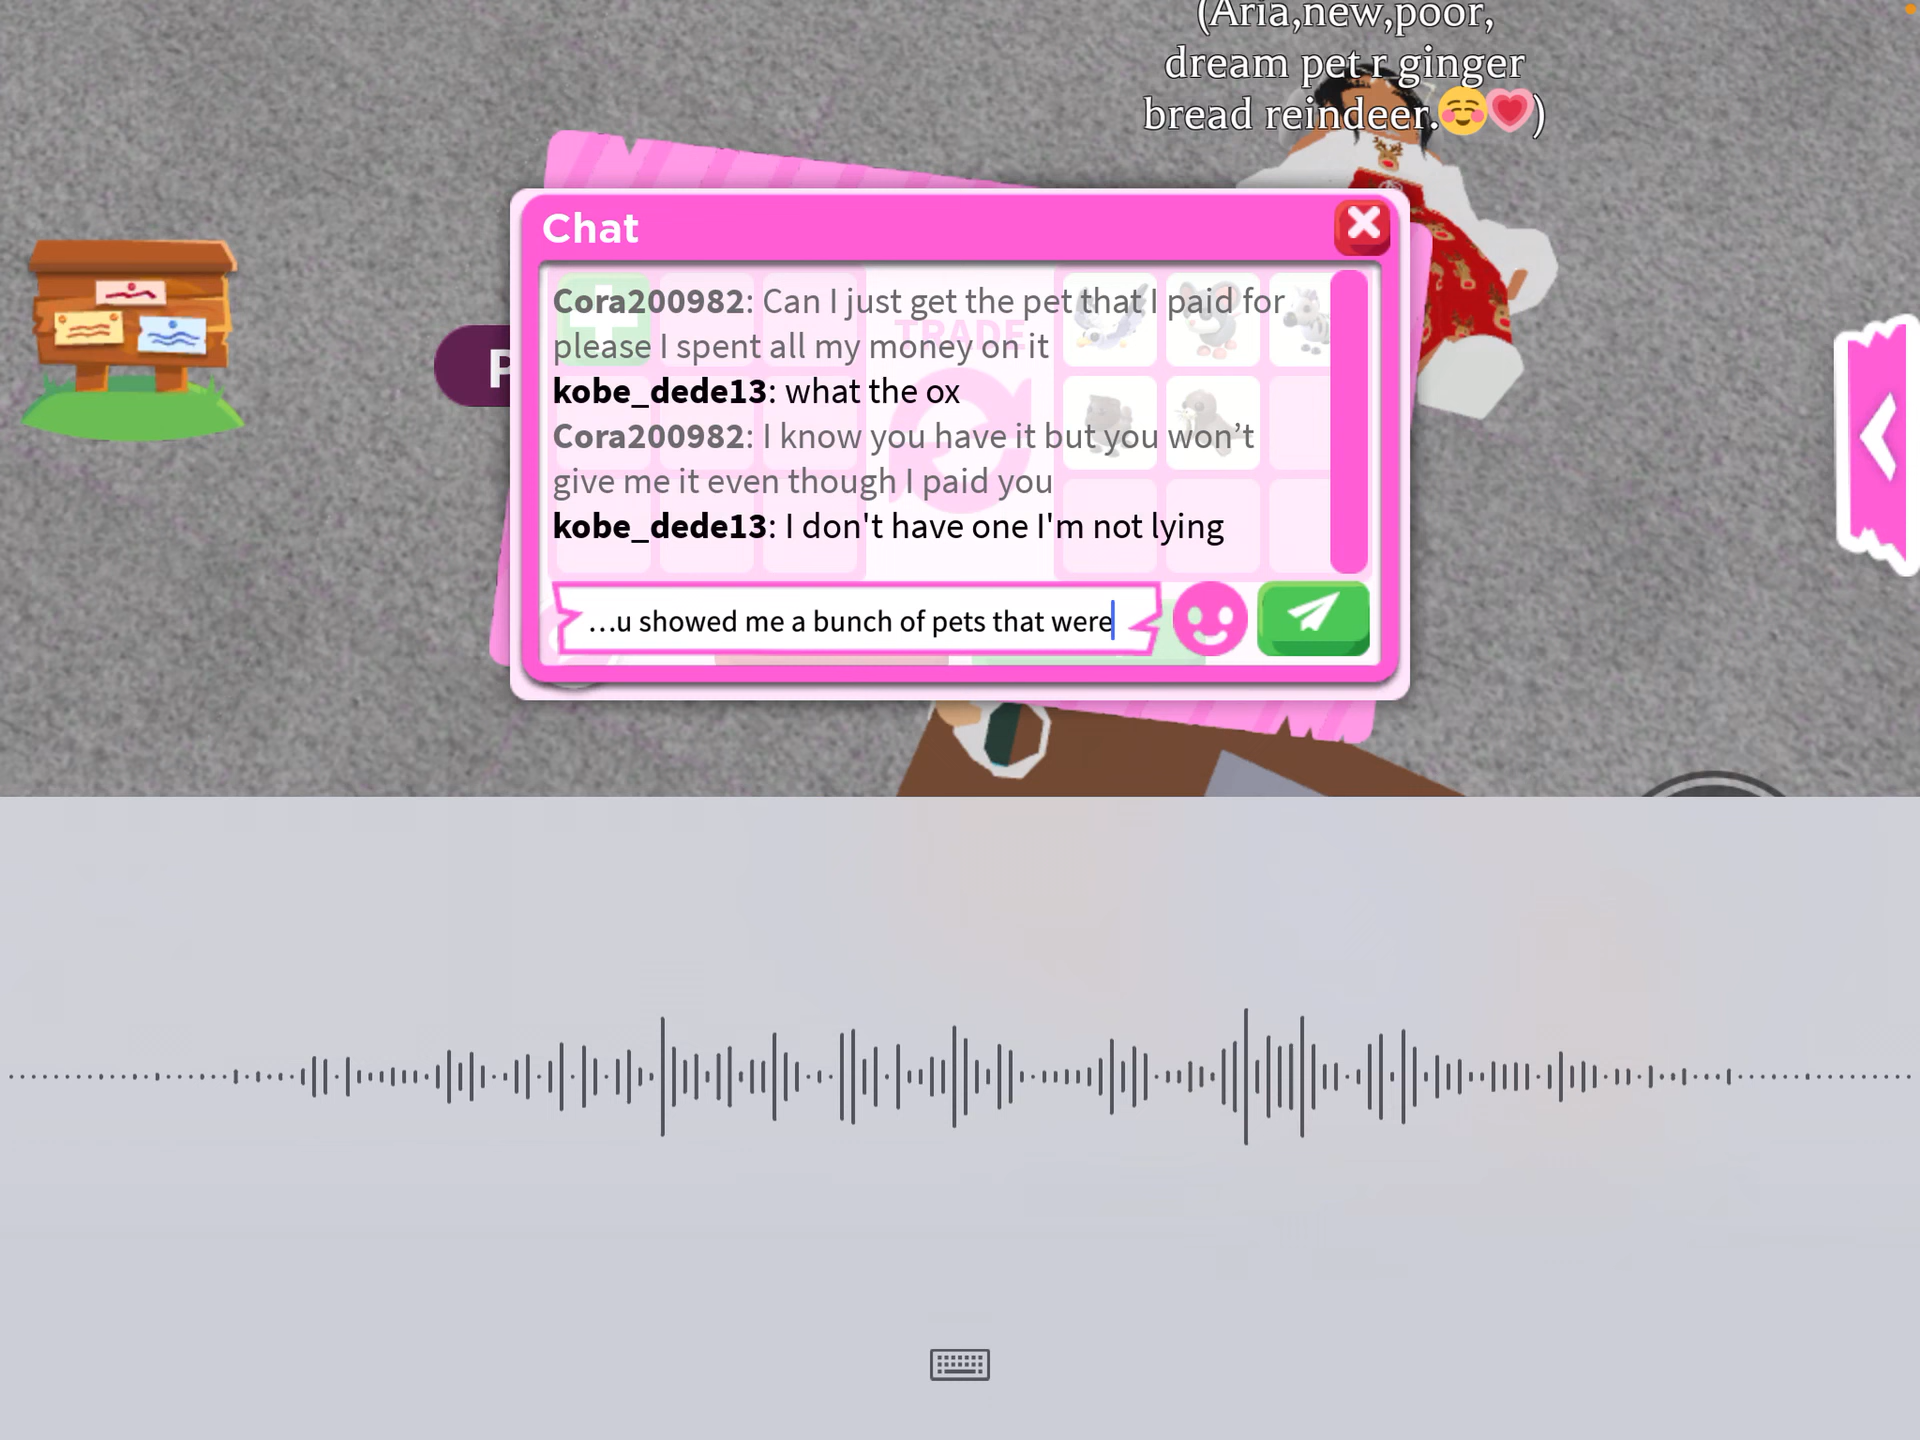 (Aria,new,poor,
dream pet r ginger
bread reindeer.☺️💗)
Chat
Cora200982: Can I just get the pet that I paid for
please I spent all my money on it
TRADE
kobe_dede13: what the ox
Cora200982: I know you have it but you won’t
give me it even though I paid you
kobe_dede13: I don't have one I'm not lying
...u showed me a bunch of pets that were
P